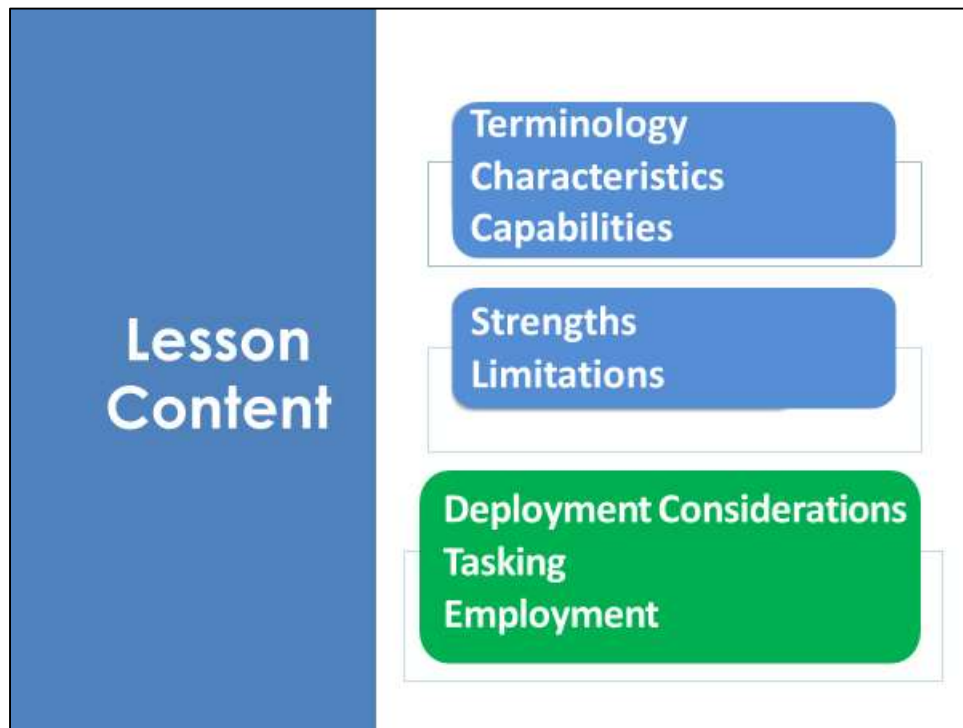 Lesson
Content
Terminology
Characteristics
Capabilities
Strengths
Limitations
Deployment Considerations
Tasking
Employment